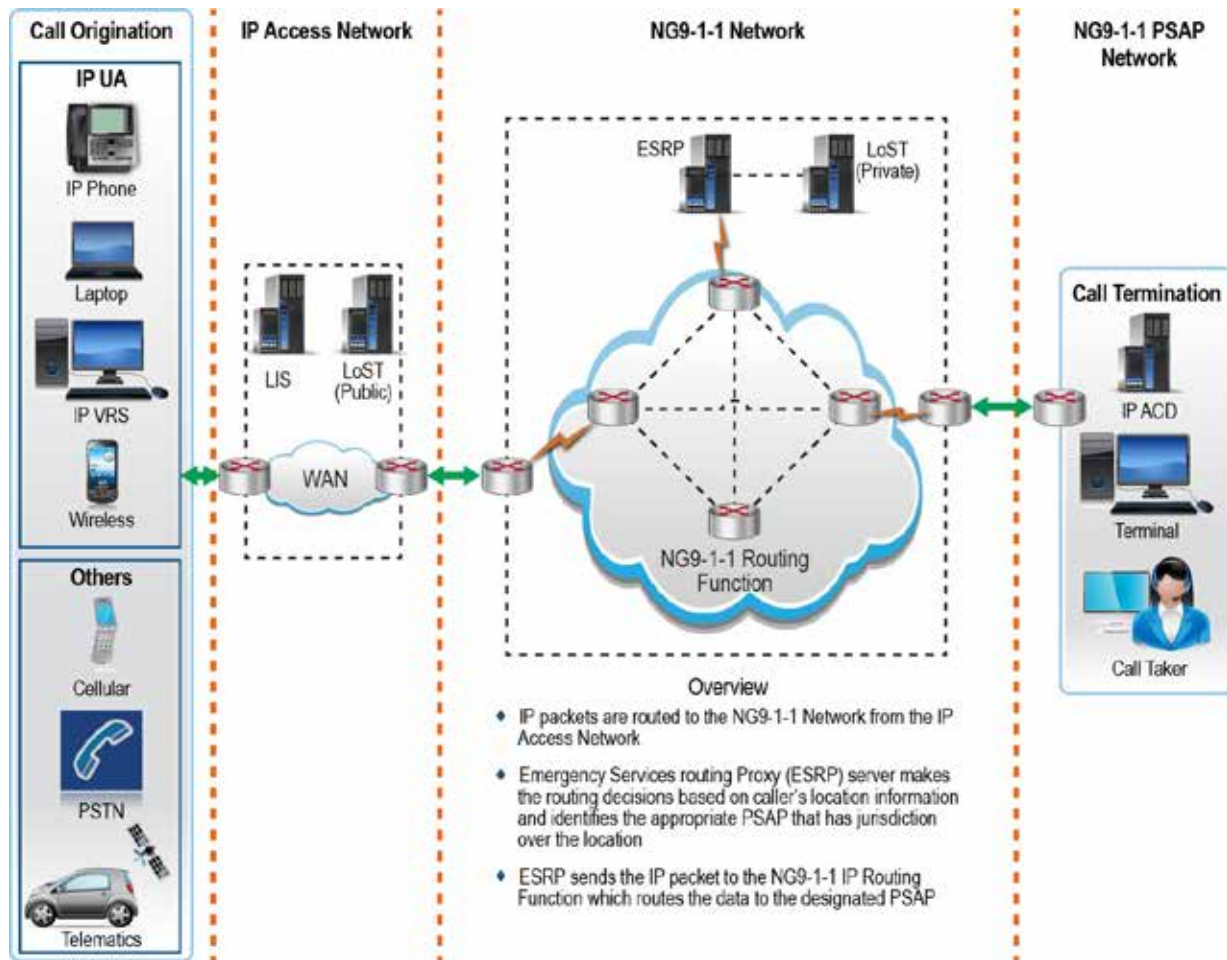 Call Origination
IP UA
IP Phone
Laptop
IP VRS
Wireless
Others
Cellular
PSTN
Telematics
IP Access Network
LIS
LoST
(Public)
WAN
NG9-1-1 Network
ESRP
LoST
(Private)
NG9-1-1 Routing
Function
Overview
IP packets are routed to the NG9-1-1 Network from the IP
Access Network
Emergency Services routing Proxy (ESRP) server makes
the routing decisions based on caller's location information
and identifies the appropriate PSAP that has jurisdiction
over the location
ESRP sends the IP packet to the NG9-1-1 IP Routing
Function which routes the data to the designated PSAP
NG9-1-1 PSAP
Network
Call Termination
IP ACD
Terminal
Call Taker